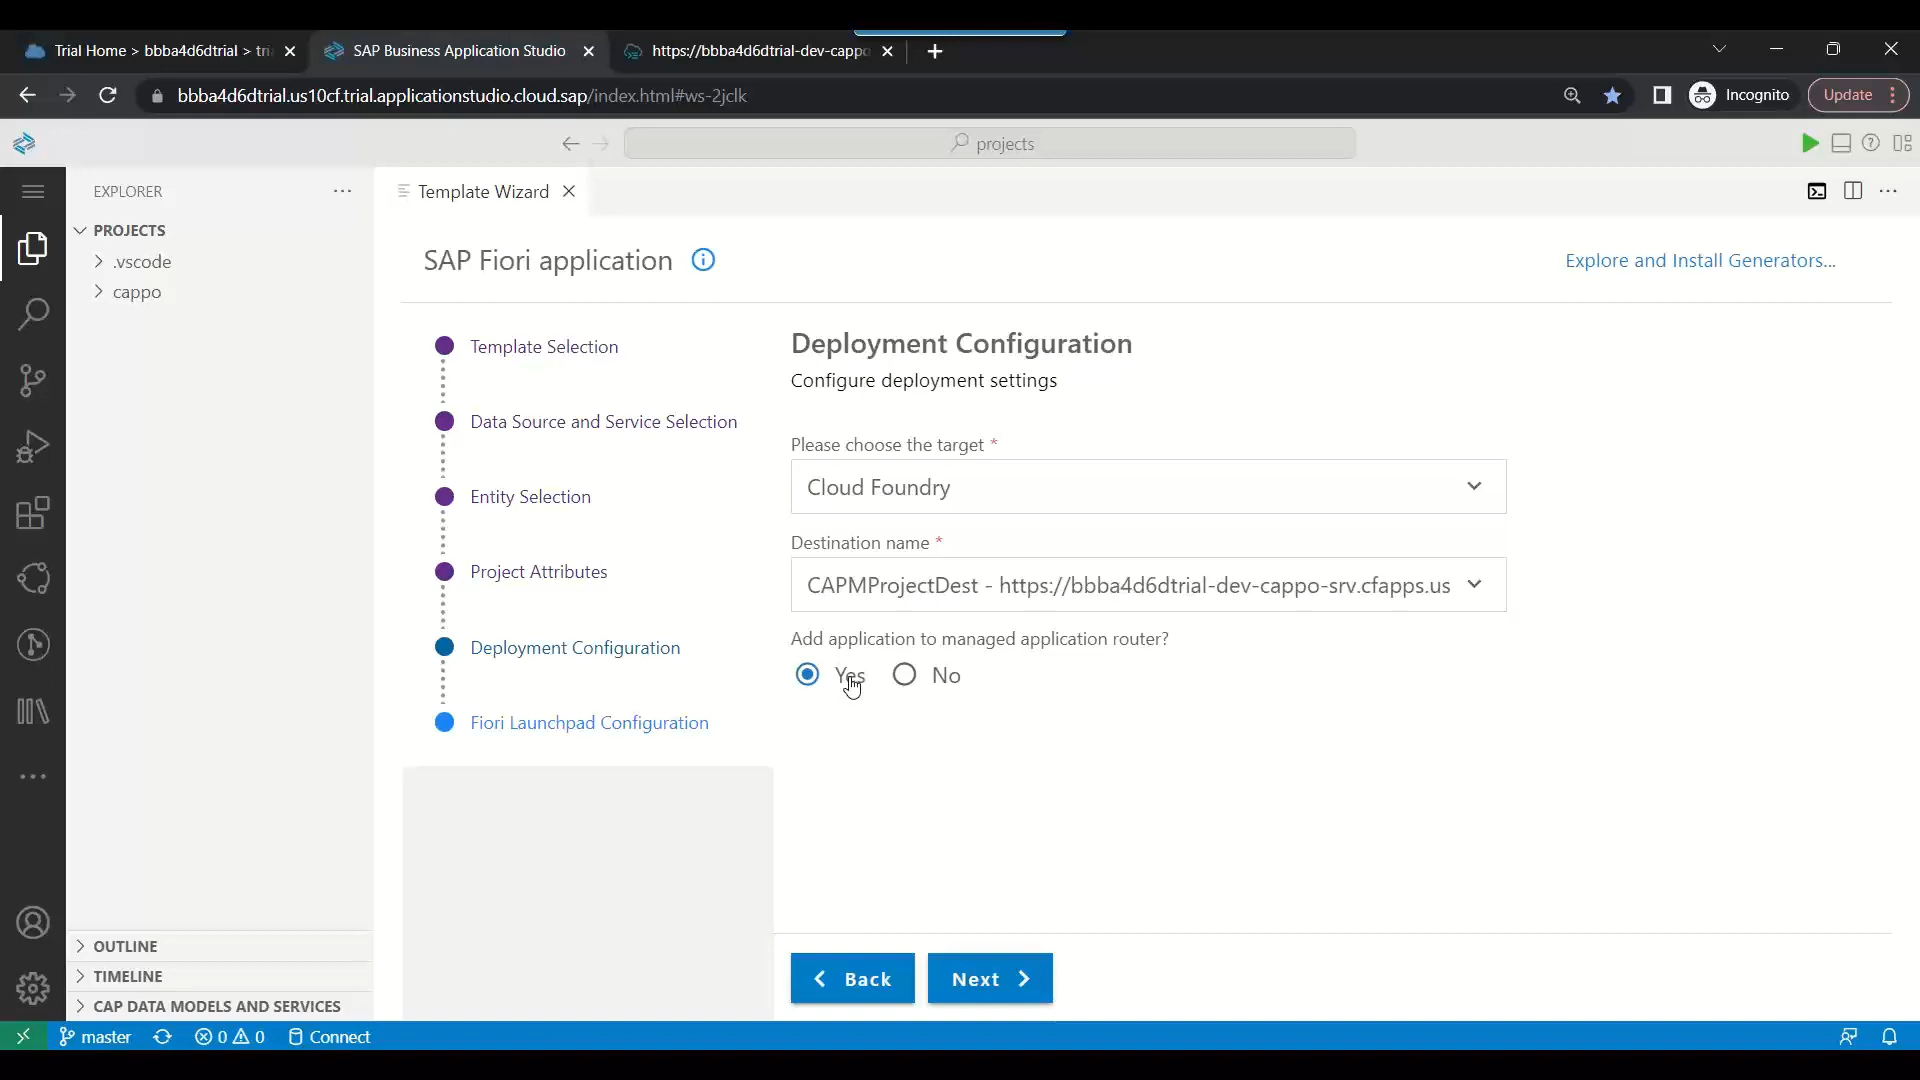 Trial Home > bbba4d6dtrial > tri
SAP Business Application Studio
https://bbba4d6dtrial-dev-cappo
bbba4d6dtrial.us10cf.trial.applicationstudio.cloud.sap/index.html#ws-2jclk
Incognito
Update
projects
EXPLORER
Template Wizard
PROJECTS
.vscode
cappo
SAP Fiori application
Explore and Install Generators...
Template Selection
Data Source and Service Selection
Entity Selection
Project Attributes
Deployment Configuration
Fiori Launchpad Configuration
Deployment Configuration
Configure deployment settings
Please choose the target *
Cloud Foundry
Destination name *
CAPMProjectDest - https://bbba4d6dtrial-dev-cappo-srv.cfapps.us
Add application to managed application router?
Yes No
Back Next
OUTLINE
TIMELINE
CAP DATA MODELS AND SERVICES
master 0 0 Connect